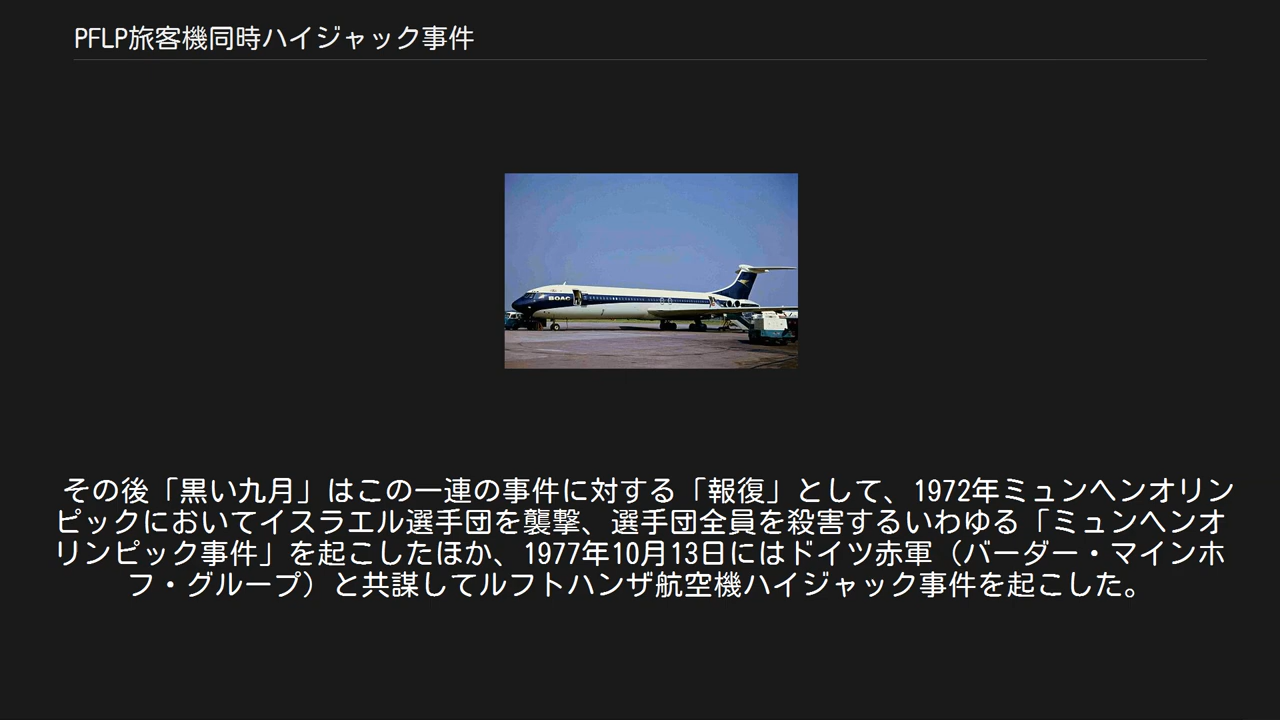 PFLP旅客機同時ハイジャック事件
BOAC
その後「黒い九月」はこの一連の事件に対する「報復」として、1972年ミュンヘンオリン
ピックにおいてイスラエル選手団を襲撃、選手団全員を殺害するいわゆる「ミュンヘンオ
リンピック事件」を起こしたほか、1977年10月13日にはドイツ赤軍（バーダー・マインホ
フ・グループ）と共謀してルフトハンザ航空機ハイジャック事件を起こした。